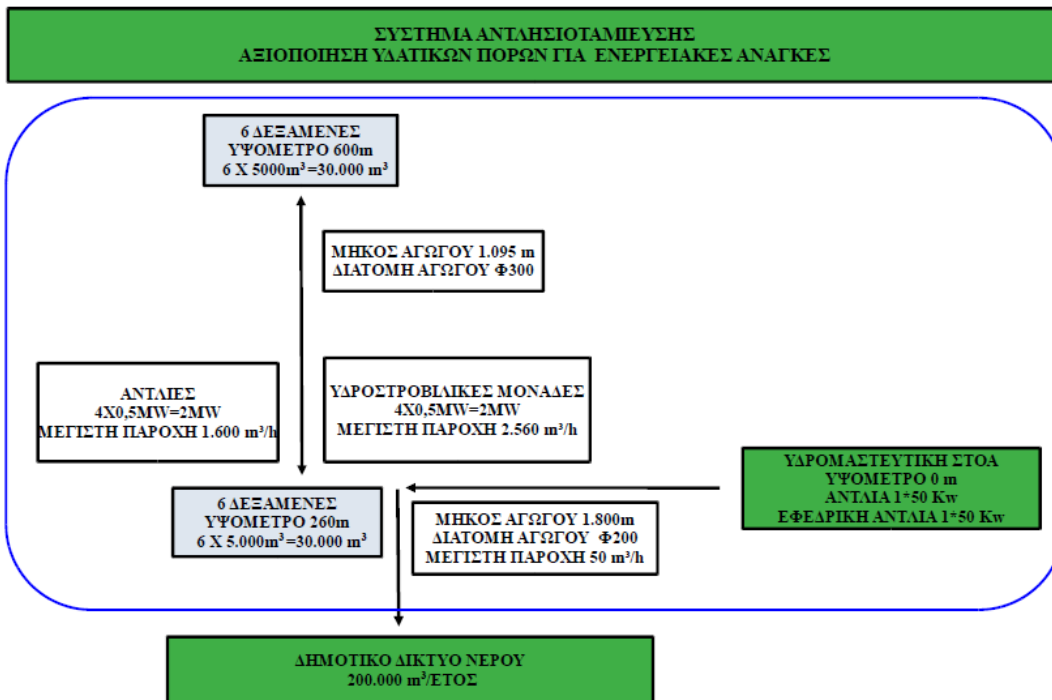 ΣΥΣΤΗΜΑ ΑΝΤΛΗΣΙΟΤΑΜΙΕΥΣΗΣ
ΑΞΙΟΠΟΙΗΣΗ ΥΔΑΤΙΚΩΝ ΠΟΡΩΝ ΓΙΑ ΕΝΕΡΓΕΙΑΚΕΣ ΑΝΑΓΚΕΣ
6 ΔΕΞΑΜΕΝΕΣ
ΥΨΟΜΕΤΡΟ 600m
6 X 5000m³=30.000 m³
ΜΗΚΟΣ ΑΓΩΓΟΥ 1.095 m
ΔΙΑΤΟΜΗ ΑΓΩΓΟΥ Φ300
ΑΝΤΛΙΕΣ
4X0,5MW=2MW
ΜΕΓΙΣΤΗ ΠΑΡΟΧΗ 1.600 m³/h
ΥΔΡΟΣΤΡΟΒΙΛΙΚΕΣ ΜΟΝΑΔΕΣ
4X0,5MW=2MW
ΜΕΓΙΣΤΗ ΠΑΡΟΧΗ 2.560 m³/h
ΥΔΡΟΜΑΣΤΕΥΤΙΚΗ ΣΤΟΑ
ΥΨΟΜΕΤΡΟ 0 m
ΑΝΤΛΙΑ 1*50 Kw
ΕΦΕΔΡΙΚΗ ΑΝΤΛΙΑ 1*50 Kw
6 ΔΕΞΑΜΕΝΕΣ
ΥΨΟΜΕΤΡΟ 260m
6 X 5.000m³=30.000 m³
ΜΗΚΟΣ ΑΓΩΓΟΥ 1.800m
ΔΙΑΤΟΜΗ ΑΓΩΓΟΥ Φ200
ΜΕΓΙΣΤΗ ΠΑΡΟΧΗ 50 m³/h
ΔΗΜΟΤΙΚΟ ΔΙΚΤΥΟ ΝΕΡΟΥ
200.000 m³/ΕΤΟΣ